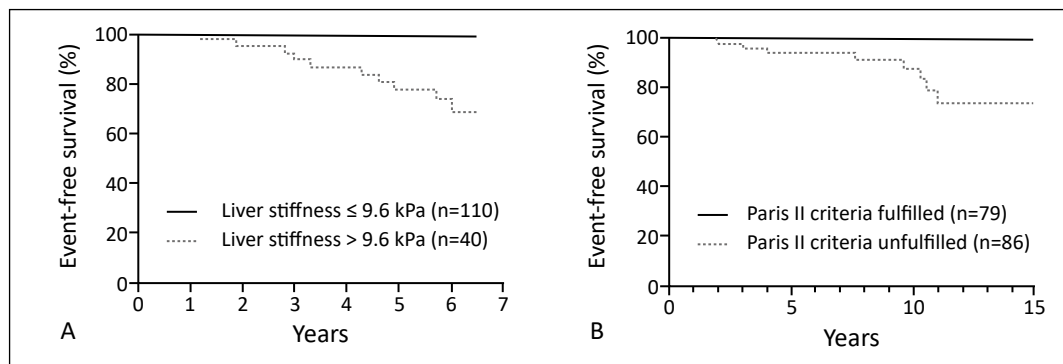 Event-free survival (%)
100
80
60
40
20
0
Liver stiffness ≤ 9.6 kPa (n=110)
Liver stiffness > 9.6 kPa (n=40)
0 1 2 3 4 5 6 7
A Years
Event-free survival (%)
100
80
60
40
20
0
Paris II criteria fulfilled (n=79)
Paris II criteria unfulfilled (n=86)
0 5 10 15
B Years